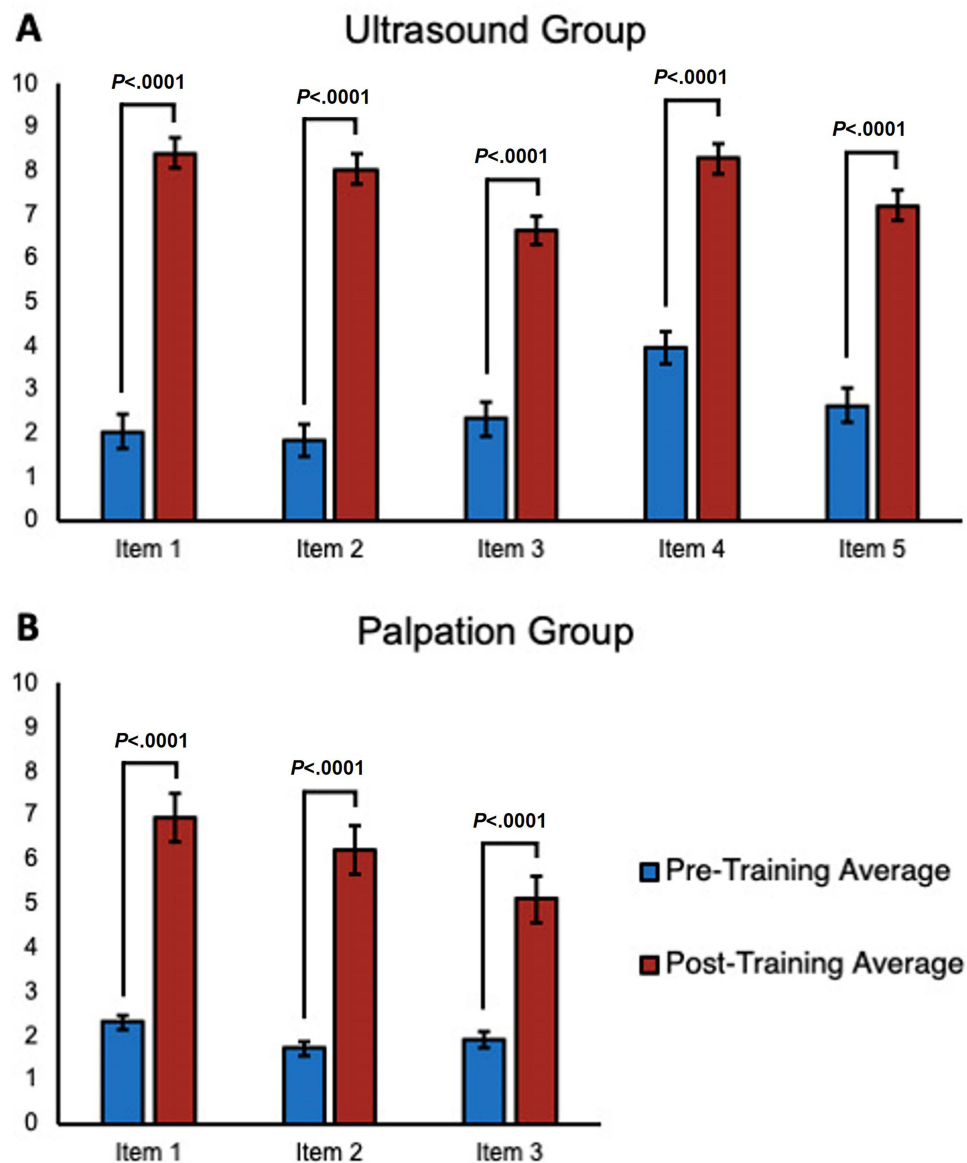 A
Ultrasound Group
10
9
8
7
6
5
4
3
2
1
0
P<.0001
P<.0001
P<.0001
P<.0001
P<.0001
Item 1 Item 2 Item 3 Item 4 Item 5
B
Palpation Group
10
9
8
7
6
5
4
3
2
1
0
P<.0001
P<.0001
P<.0001
Item 1 Item 2 Item 3
Pre-Training Average
Post-Training Average